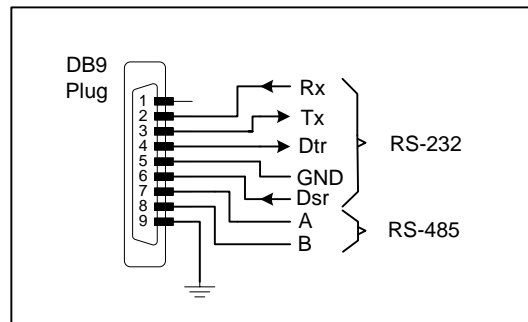 DB9
Plug
1
2
3
4
5
6
7
8
9
Rx
Tx
Dtr
GND
Dsr
A
B
RS-232
RS-485